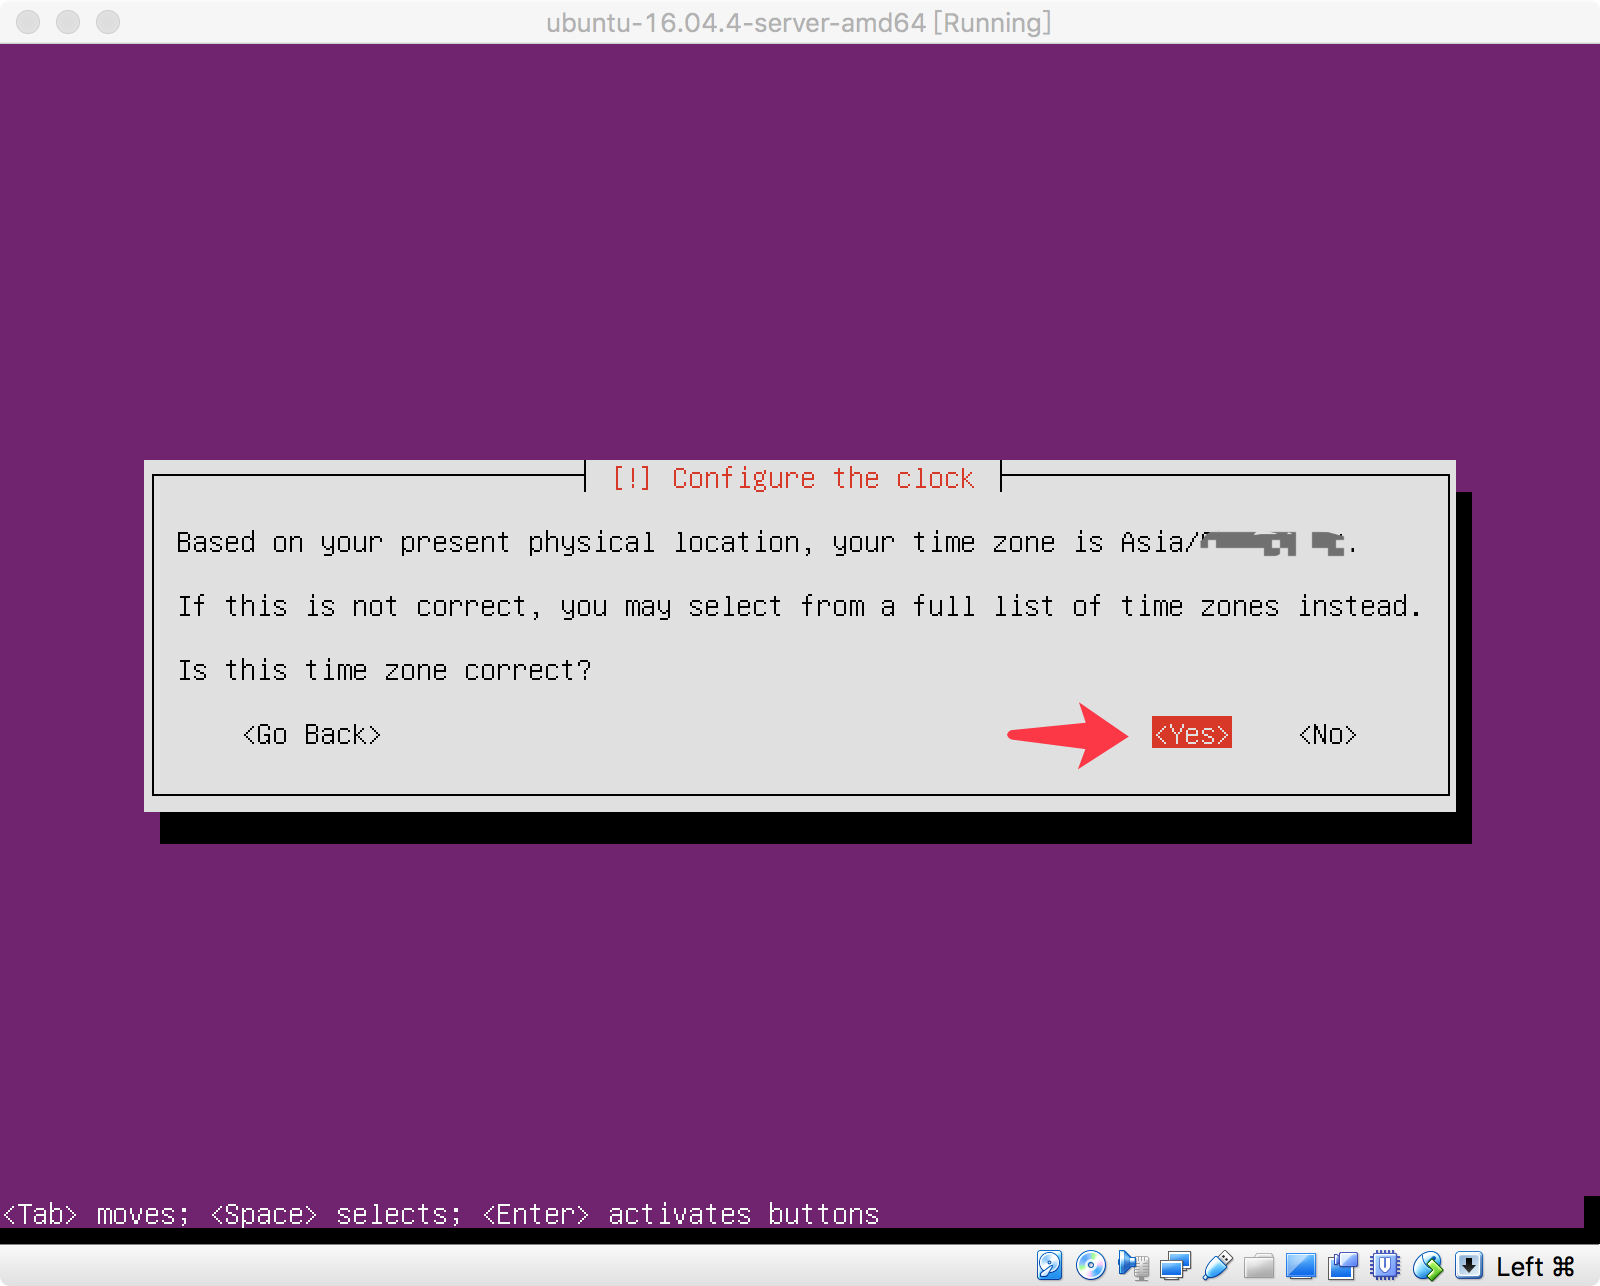 ubuntu-16.04.4-server-amd64 [Running]
[!] Configure the clock
Based on your present physical location, your time zone is Asia/
If this is not correct, you may select from a full list of time zones instead.
Is this time zone correct?
<Go Back> <Yes> <No>
<Tab> moves; <Space> selects; <Enter> activates buttons
Left ⌘